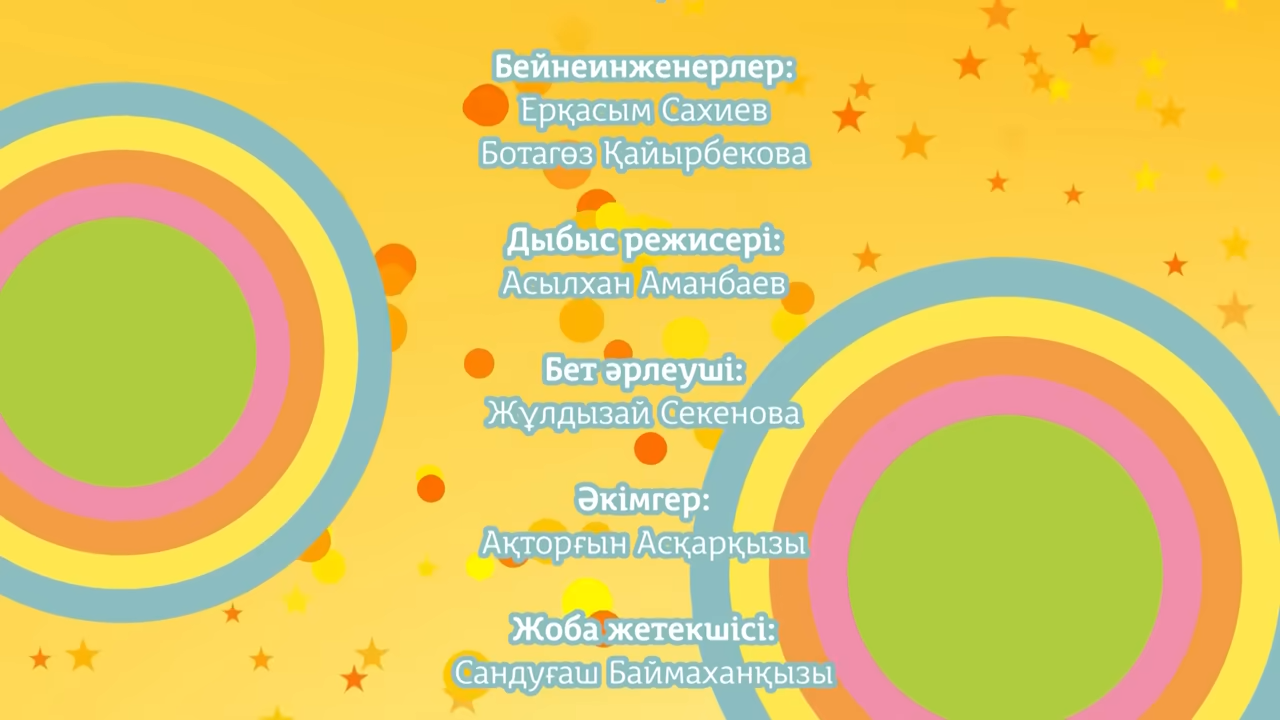 Бейнеинженерлер:
Ерқасым Сахиев
Ботагөз Қайырбекова
Дыбыс режисері:
Асылхан Аманбаев
Бет әрлеуші:
Жұлдызай Секенова
Әкімгер:
Ақторғын Асқарқызы
Жоба жетекшісі:
Сандуғаш Баймаханқызы